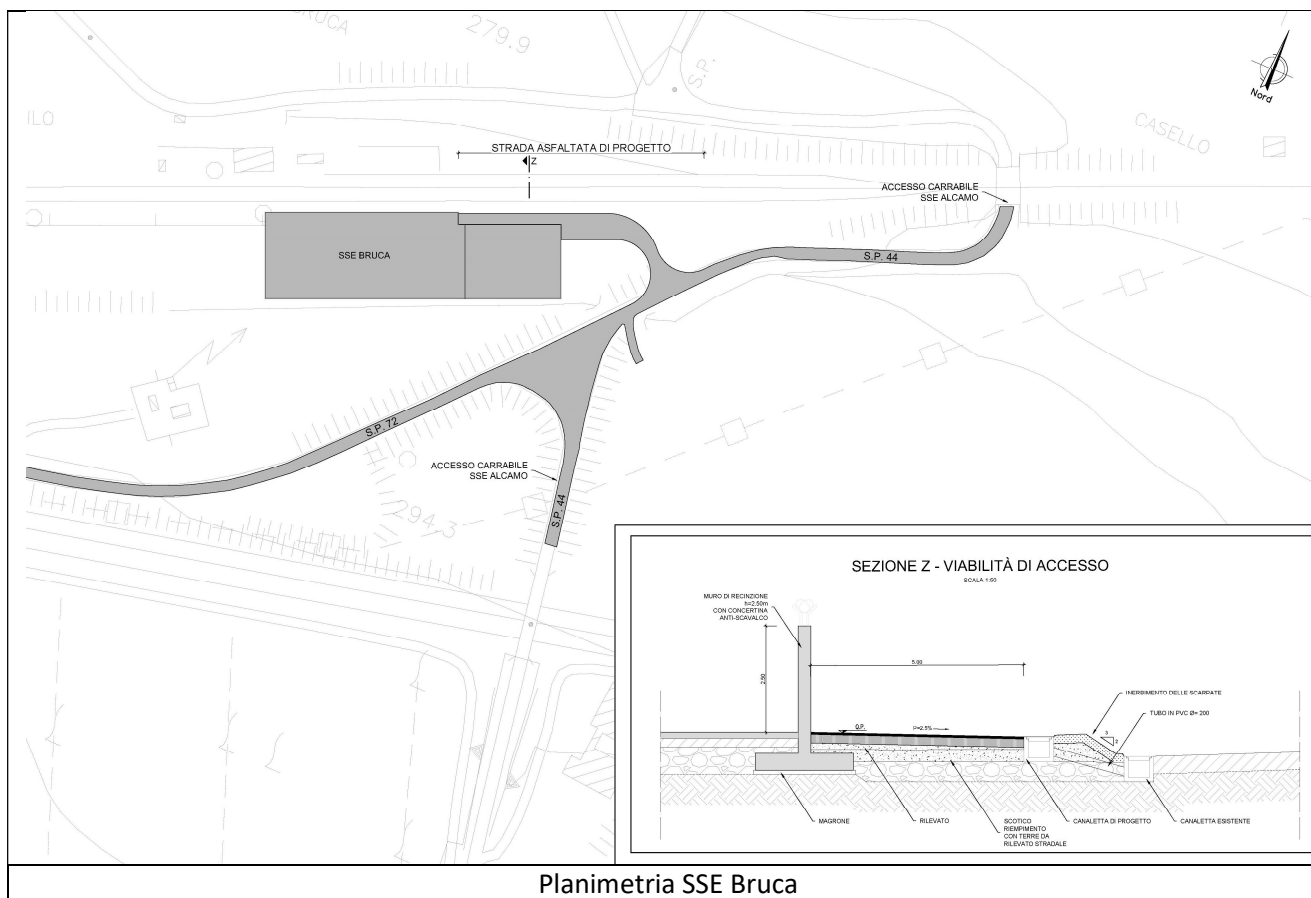 BRUCA
279.9
S.P.
Nord
ILO
CASELLO
STRADA ASFALTATA DI PROGETTO
Z
ACCESSO CARRABILE
SSE ALCAMO
SSE BRUCA
S.P. 44
S.P. 72
ACCESSO CARRABILE
SSE ALCAMO
S.P. 44
294.3
SEZIONE Z - VIABILITÀ DI ACCESSO
SCALA 1:50
MURO DI RECINZIONE
h=2.50m
CON CONCERTINA
ANTI-SCAVALCO
5.00
2.50
INERBIMENTO DELLE SCARPATE
TUBO IN PVC Ø= 200
Q.P.
P=2.5%
3
2
MAGRONE
RILEVATO
SCOTICO
RIEMPIMENTO
CON TERRE DA
RILEVATO STRADALE
CANALETTA DI PROGETTO
CANALETTA ESISTENTE
Planimetria SSE Bruca